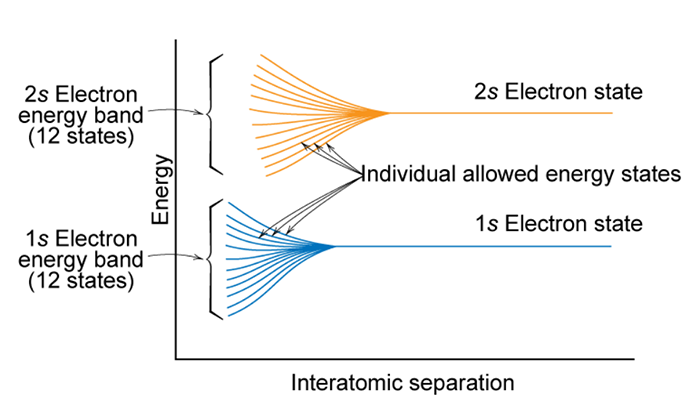 2s Electron
energy band
(12 states)
2s Electron state
Individual allowed energy states
Energy
1s Electron
energy band
(12 states)
1s Electron state
Interatomic separation